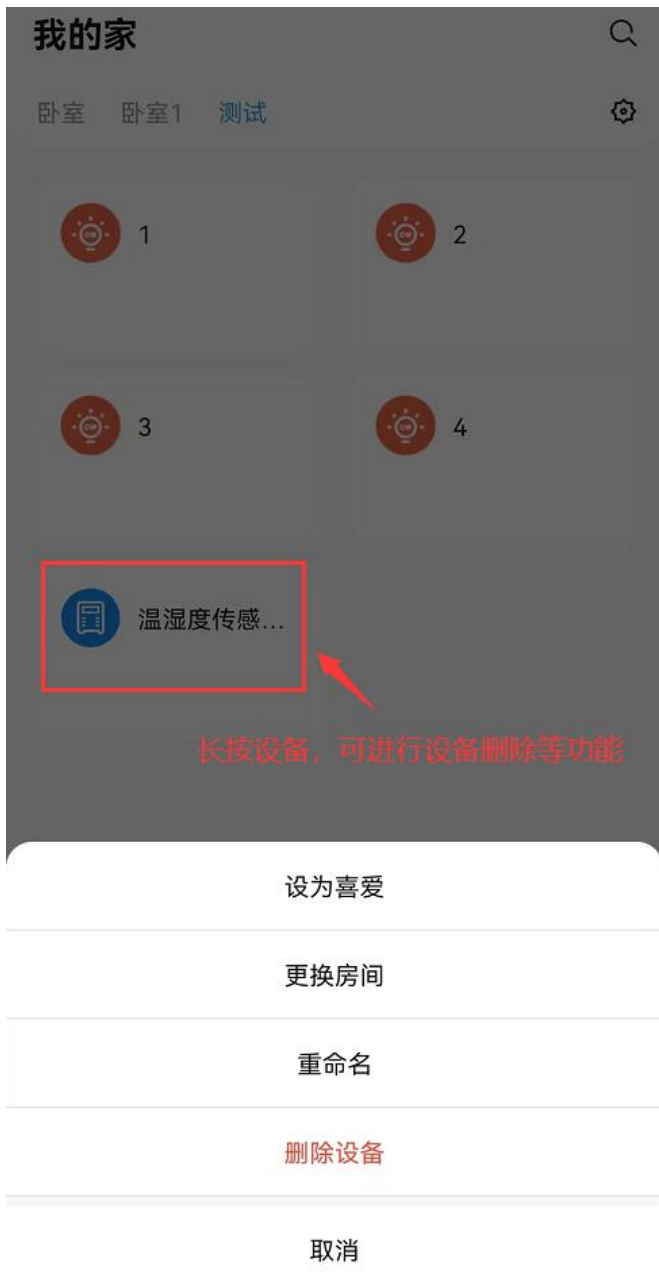 我的家
卧室 卧室1 测试
1 2
3 4
温湿度传感...
长按设备，可进行设备删除等功能
设为喜爱
更换房间
重命名
删除设备
取消